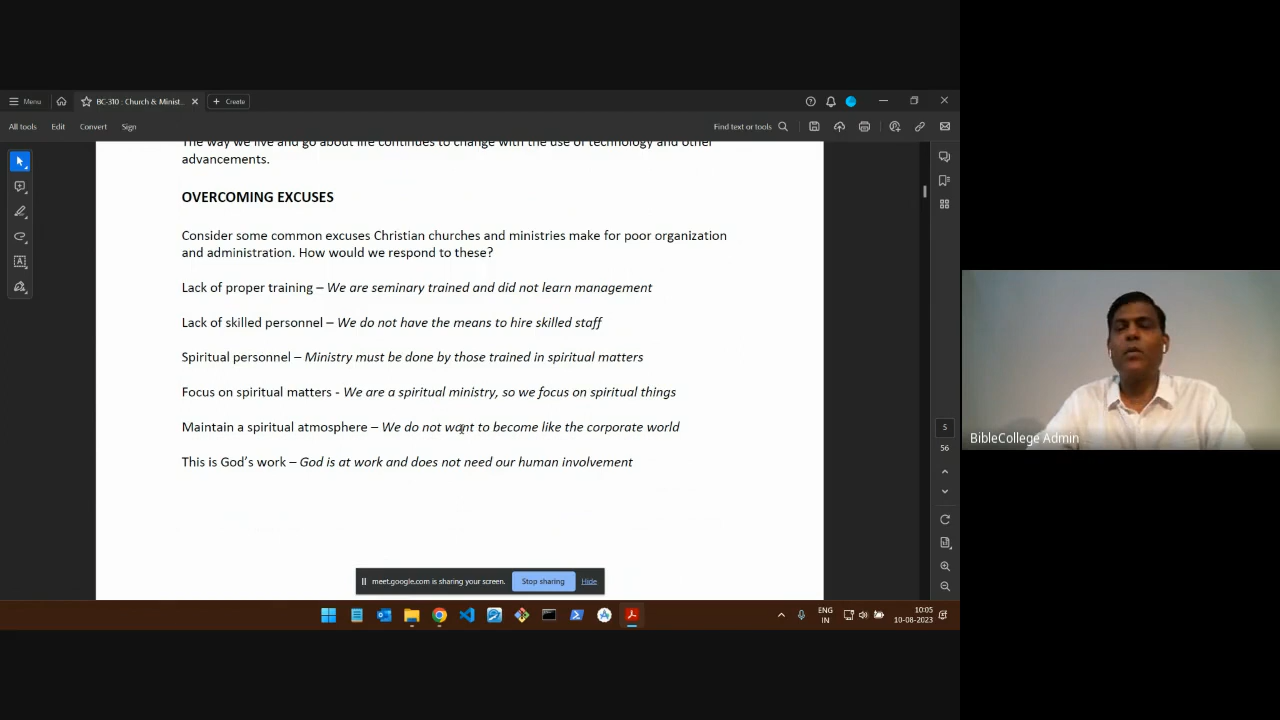 Menu
BC-310 : Church & Minist...
Create
All tools
Edit
Convert
Sign
Find text or tools
The way we live and go about life continues to change with the use of technology and other
advancements.
OVERCOMING EXCUSES
Consider some common excuses Christian churches and ministries make for poor organization
and administration. How would we respond to these?
Lack of proper training – We are seminary trained and did not learn management
Lack of skilled personnel – We do not have the means to hire skilled staff
Spiritual personnel – Ministry must be done by those trained in spiritual matters
Focus on spiritual matters - We are a spiritual ministry, so we focus on spiritual things
Maintain a spiritual atmosphere – We do not want to become like the corporate world
This is God's work – God is at work and does not need our human involvement
5
56
BibleCollege Admin
meet.google.com is sharing your screen.
Stop sharing
Hide
ENG
IN
10:05
10-08-2023